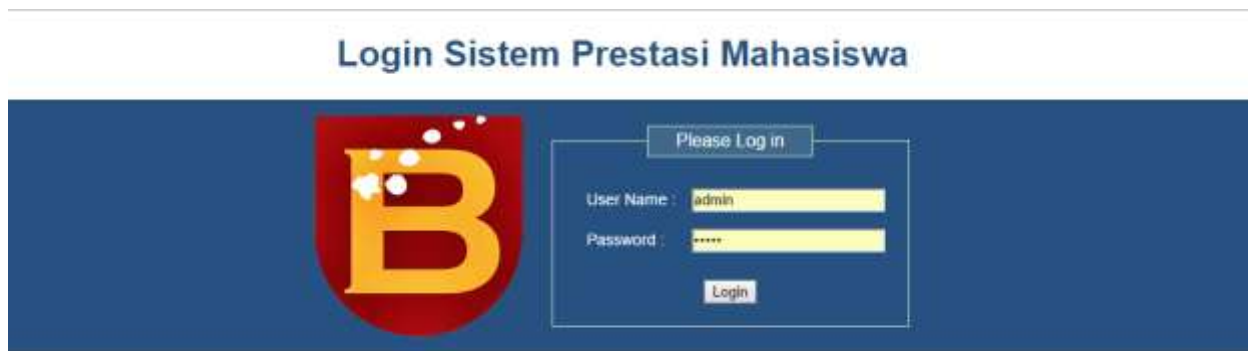 Login Sistem Prestasi Mahasiswa
B
Please Log in
User Name : admin
Password : •••••
Login